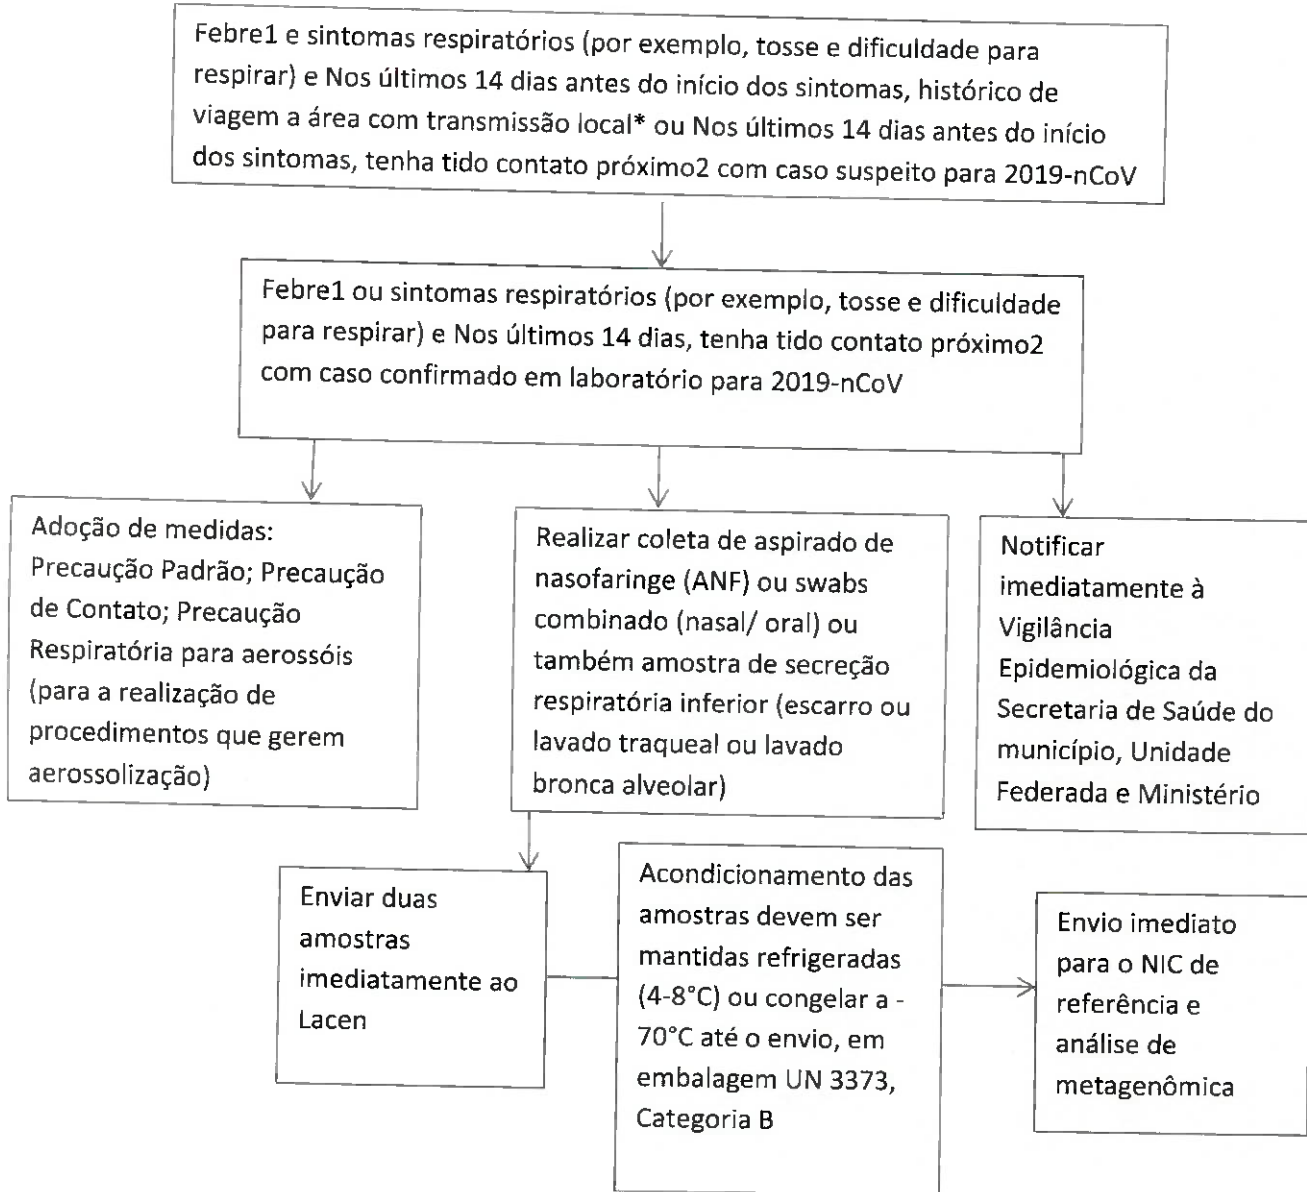 Febre1 e sintomas respiratórios (por exemplo, tosse e dificuldade para
respirar) e Nos últimos 14 dias antes do início dos sintomas, histórico de
viagem a área com transmissão local* ou Nos últimos 14 dias antes do início
dos sintomas, tenha tido contato próximo2 com caso suspeito para 2019-nCoV
Febre1 ou sintomas respiratórios (por exemplo, tosse e dificuldade
para respirar) e Nos últimos 14 dias, tenha tido contato próximo2
com caso confirmado em laboratório para 2019-nCoV
Adoção de medidas:
Precaução Padrão; Precaução
de Contato; Precaução
Respiratória para aerossóis
(para a realização de
procedimentos que gerem
aerossolização)
Realizar coleta de aspirado de
nasofaringe (ANF) ou swabs
combinado (nasal/ oral) ou
também amostra de secreção
respiratória inferior (escarro ou
lavado traqueal ou lavado
bronca alveolar)
Notificar
imediatamente à
Vigilância
Epidemiológica da
Secretaria de Saúde do
município, Unidade
Federada e Ministério
Enviar duas
amostras
imediatamente ao
Lacen
Acondicionamento das
amostras devem ser
mantidas refrigeradas
(4-8°C) ou congelar a -
70°C até o envio, em
embalagem UN 3373,
Categoria B
Envio imediato
para o NIC de
referência e
análise de
metagenômica